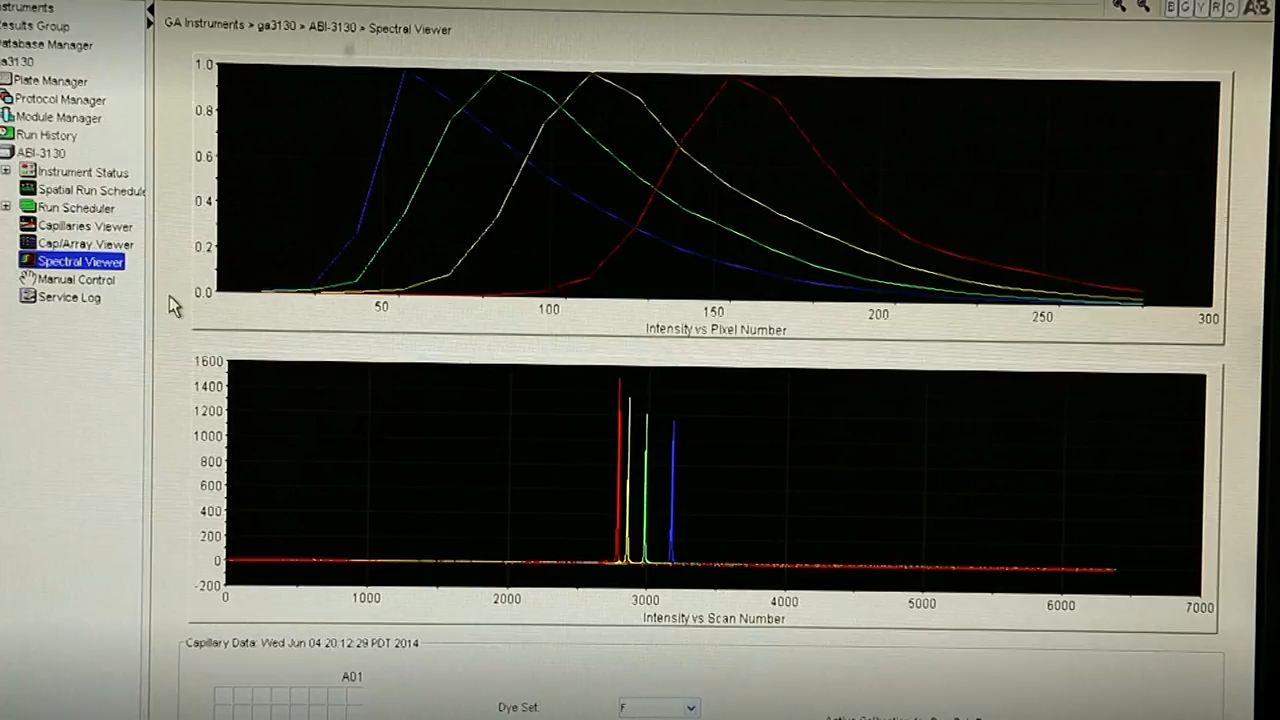 struments
esults Group
atabase Manager
a3130
Plate Manager
Protocol Manager
Module Manager
Run History
ABI-3130
Instrument Status
Spatial Run Schedule
Run Scheduler
Capillaries Viewer
Cap/Array Viewer
Spectral Viewer
Manual Control
Service Log
GA Instruments > ga3130 > ABI-3130 > Spectral Viewer
B G Y R O AB
1.0
0.8
0.6
0.4
0.2
0.0
50 100 150 200 250 300
Intensity vs Pixel Number
1600
1400
1200
1000
800
600
400
200
0
-200
0 1000 2000 3000 4000 5000 6000 7000
Intensity vs Scan Number
Capillary Data: Wed Jun 04 20:12:29 PDT 2014
A01
Dye Set: F